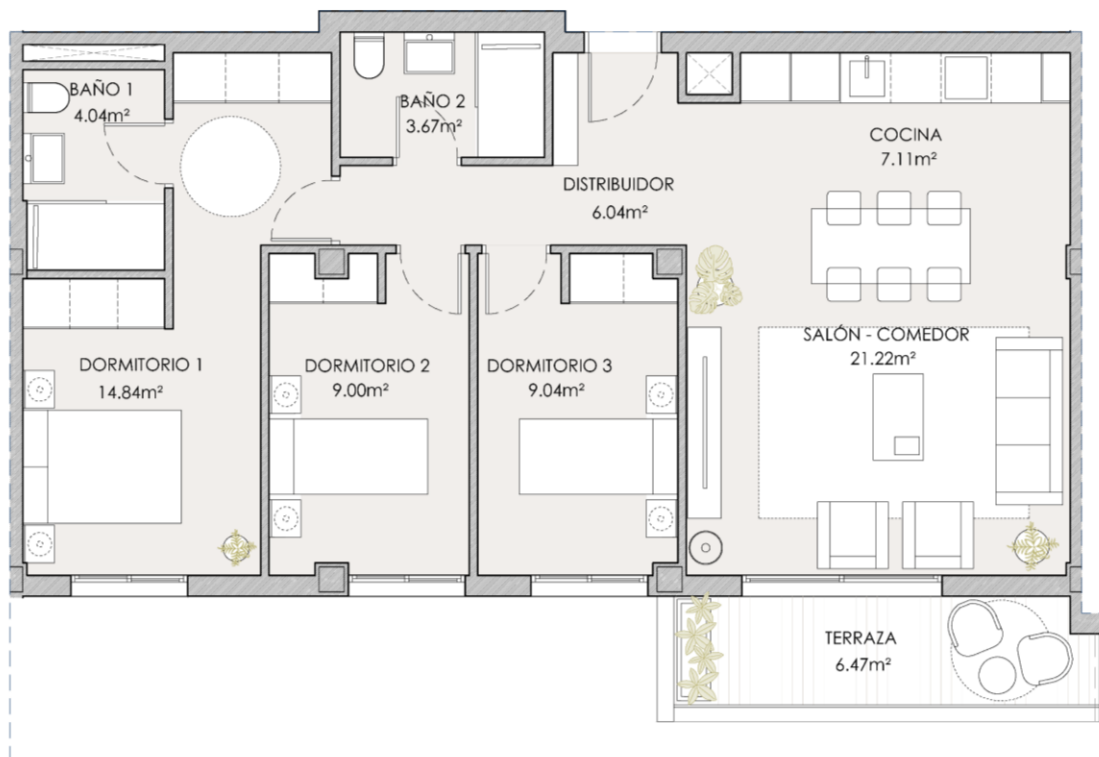 BAÑO 1
4.04m²
BAÑO 2
3.67m²
COCINA
7.11m²
DISTRIBUIDOR
6.04m²
SALÓN - COMEDOR
21.22m²
DORMITORIO 1
14.84m²
DORMITORIO 2
9.00m²
DORMITORIO 3
9.04m²
TERRAZA
6.47m²